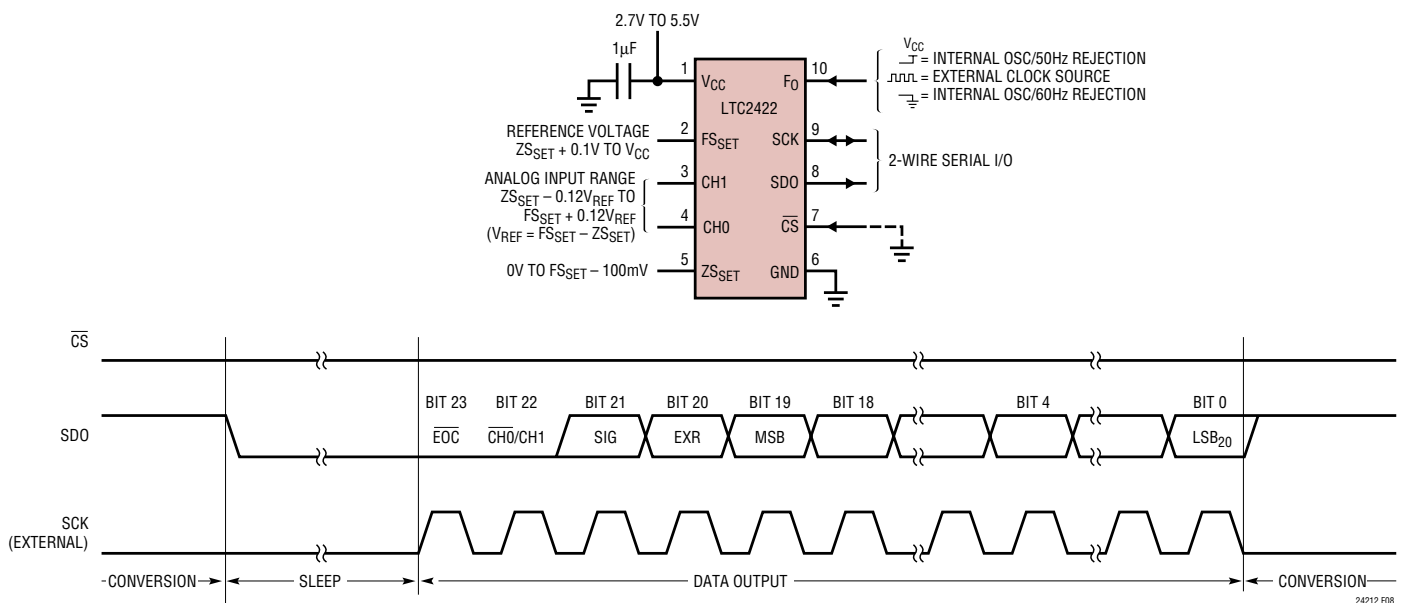 2.7V TO 5.5V
1µF
1
VCC
LTC2422
FO
10
VCC
= INTERNAL OSC/50Hz REJECTION
= EXTERNAL CLOCK SOURCE
= INTERNAL OSC/60Hz REJECTION
REFERENCE VOLTAGE
ZSSET + 0.1V TO VCC
2
FSSET
SCK
9
2-WIRE SERIAL I/O
ANALOG INPUT RANGE
ZSSET – 0.12VREF TO
FSSET + 0.12VREF
(VREF = FSSET – ZSSET)
3
CH1
SDO
8
4
CH0
CS
7
0V TO FSSET – 100mV
5
ZSSET
GND
6
CS
BIT 23 BIT 22 BIT 21 BIT 20 BIT 19 BIT 18 BIT 4 BIT 0
SDO
EOC CH0/CH1 SIG EXR MSB LSB20
SCK
(EXTERNAL)
CONVERSION SLEEP DATA OUTPUT CONVERSION
24212 F08